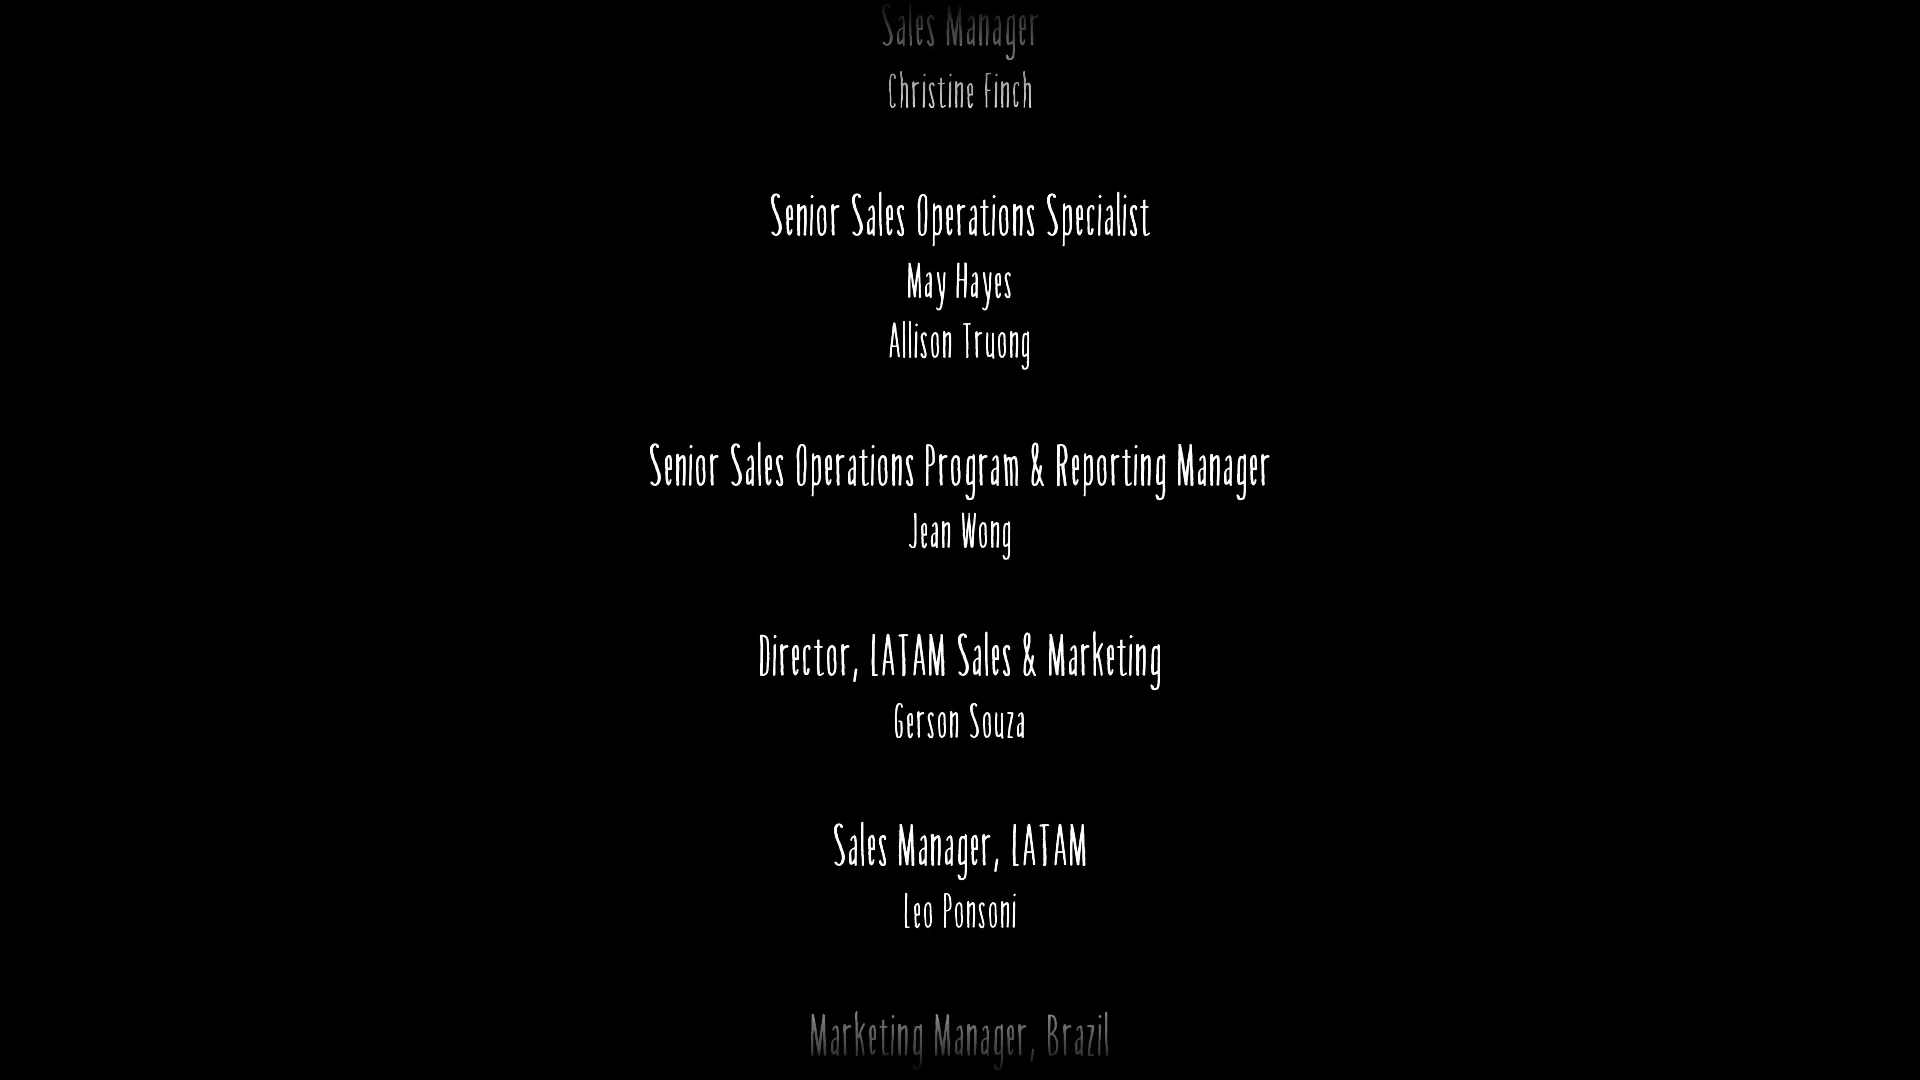 Sales Manager
Christine Finch
Senior Sales Operations Specialist
May Hayes
Allison Truong
Senior Sales Operations Program & Reporting Manager
Jean Wong
Director, LATAM Sales & Marketing
Gerson Souza
Sales Manager, LATAM
Leo Ponsoni
Marketing Manager, Brazil